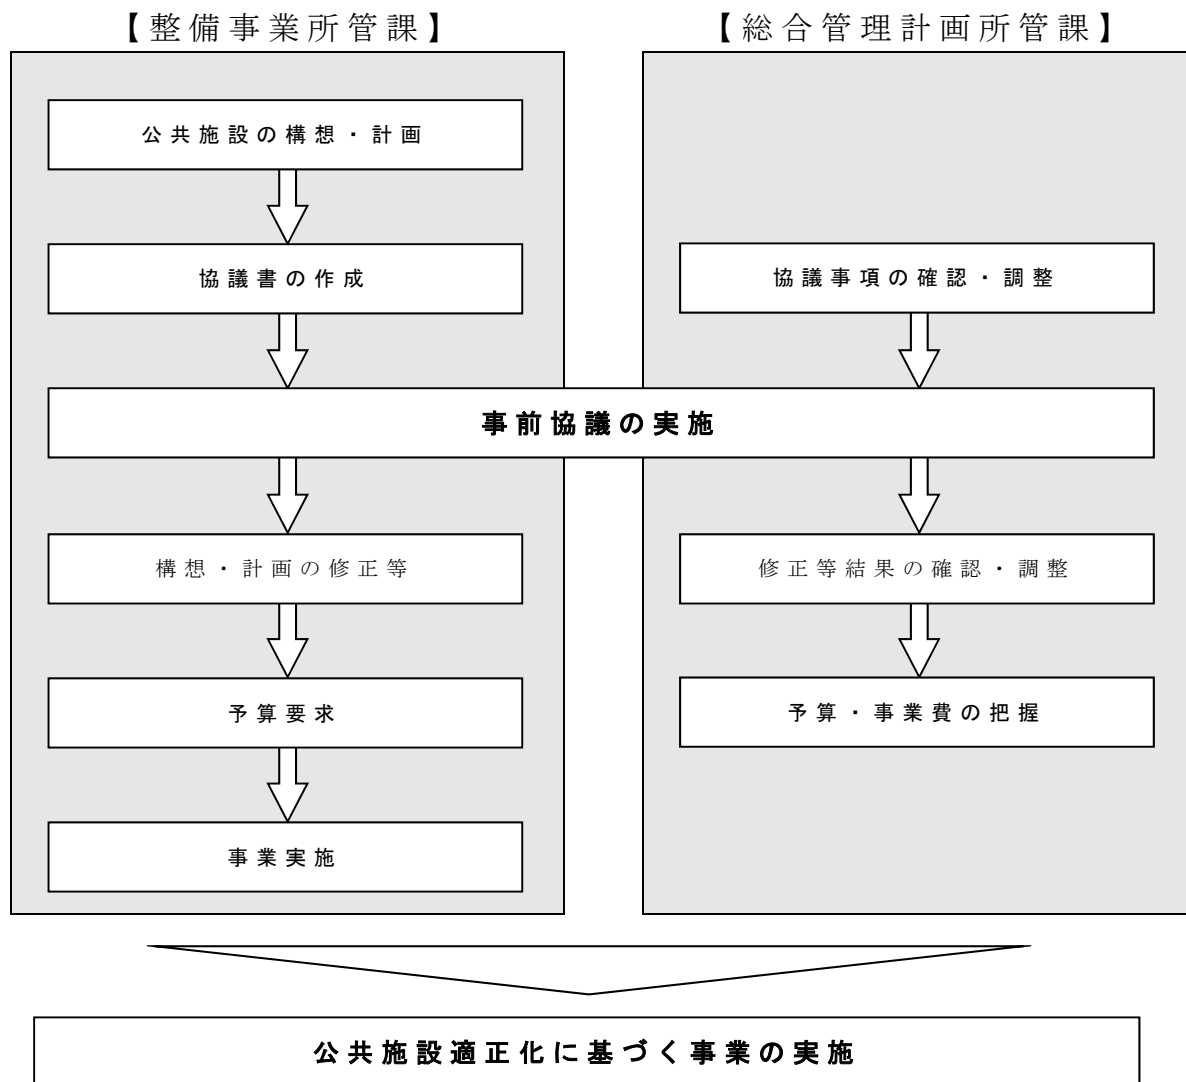 【整備事業所管課】
【総合管理計画所管課】
公共施設の構想・計画
協議書の作成
協議事項の確認・調整
事前協議の実施
構想・計画の修正等
修正等結果の確認・調整
予算要求
予算・事業費の把握
事業実施
公共施設適正化に基づく事業の実施